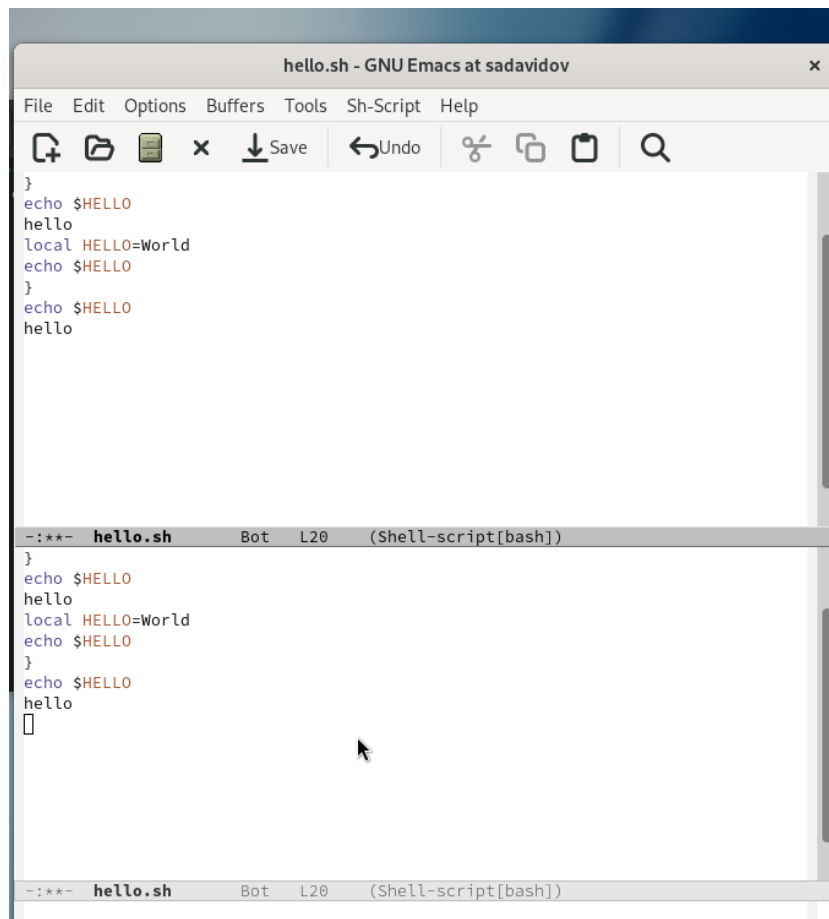 hello.sh - GNU Emacs at sadavidov
File Edit Options Buffers Tools Sh-Script Help
Save Undo
}
echo $HELLO
hello
local HELLO=World
echo $HELLO
}
echo $HELLO
hello
-:**- hello.sh Bot L20 (Shell-script[bash])
}
echo $HELLO
hello
local HELLO=World
echo $HELLO
}
echo $HELLO
hello
-:**- hello.sh Bot L20 (Shell-script[bash])